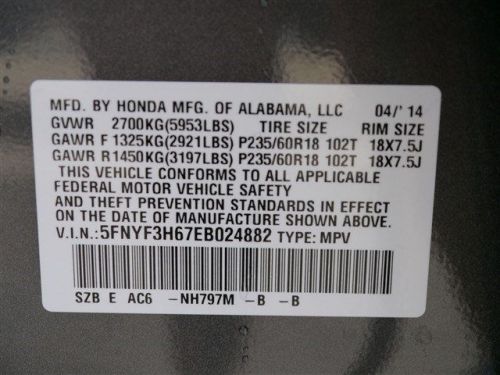 MFD. BY HONDA MFG. OF ALABAMA, LLC 04/'14
GVWR 2700KG(5953LBS) TIRE SIZE RIM SIZE
GAWR F 1325KG(2921LBS) P235/60R18 102T 18X7.5J
GAWR R1450KG(3197LBS) P235/60R18 102T 18X7.5J
THIS VEHICLE CONFORMS TO ALL APPLICABLE
FEDERAL MOTOR VEHICLE SAFETY
AND THEFT PREVENTION STANDARDS IN EFFECT
ON THE DATE OF MANUFACTURE SHOWN ABOVE.
V.I.N.:5FNYF3H67EB024882 TYPE: MPV
SZB E AC6 -NH797M -B -B